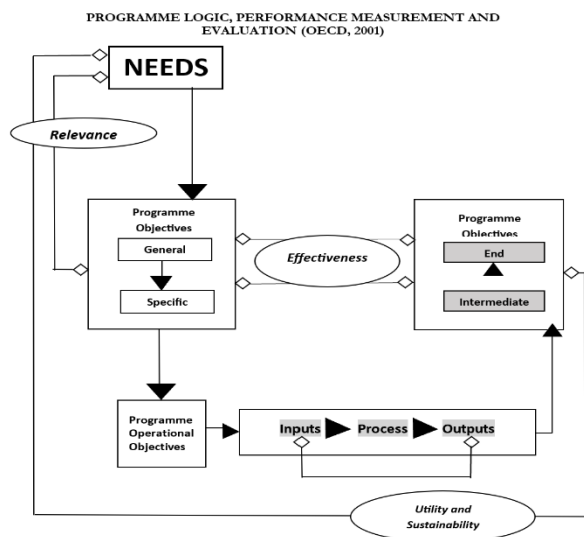 PROGRAMME LOGIC, PERFORMANCE MEASUREMENT AND
EVALUATION (OECD, 2001)
NEEDS
Relevance
Programme
Objectives
General
Specific
Effectiveness
Programme
Objectives
End
Intermediate
Programme
Operational
Objectives
Inputs
Process
Outputs
Utility and
Sustainability